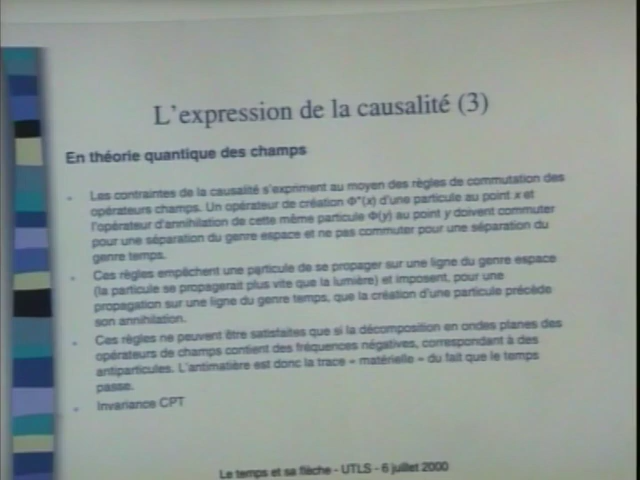 L'expression de la causalité (3)
En théorie quantique des champs
- Les contraintes de la causalité s'expriment au moyen des règles de commutation des
opérateurs champs. Un opérateur de création Φ*(x) d'une particule au point x et
l'opérateur d'annihilation de cette même particule Φ(y) au point y doivent commuter
pour une séparation du genre espace et ne pas commuter pour une séparation du
genre temps.
- Ces règles empêchent une particule de se propager sur une ligne du genre espace
(la particule se propagerait plus vite que la lumière) et imposent, pour une
propagation sur une ligne du genre temps, que la création d'une particule précède
son annihilation.
- Ces règles ne peuvent être satisfaites que si la décomposition en ondes planes des
opérateurs de champs contient des fréquences négatives, correspondant à des
antiparticules. L'antimatière est donc la trace « matérielle » du fait que le temps
passe.
- Invariance CPT
Le temps et sa flèche - UTLS - 6 juillet 2000